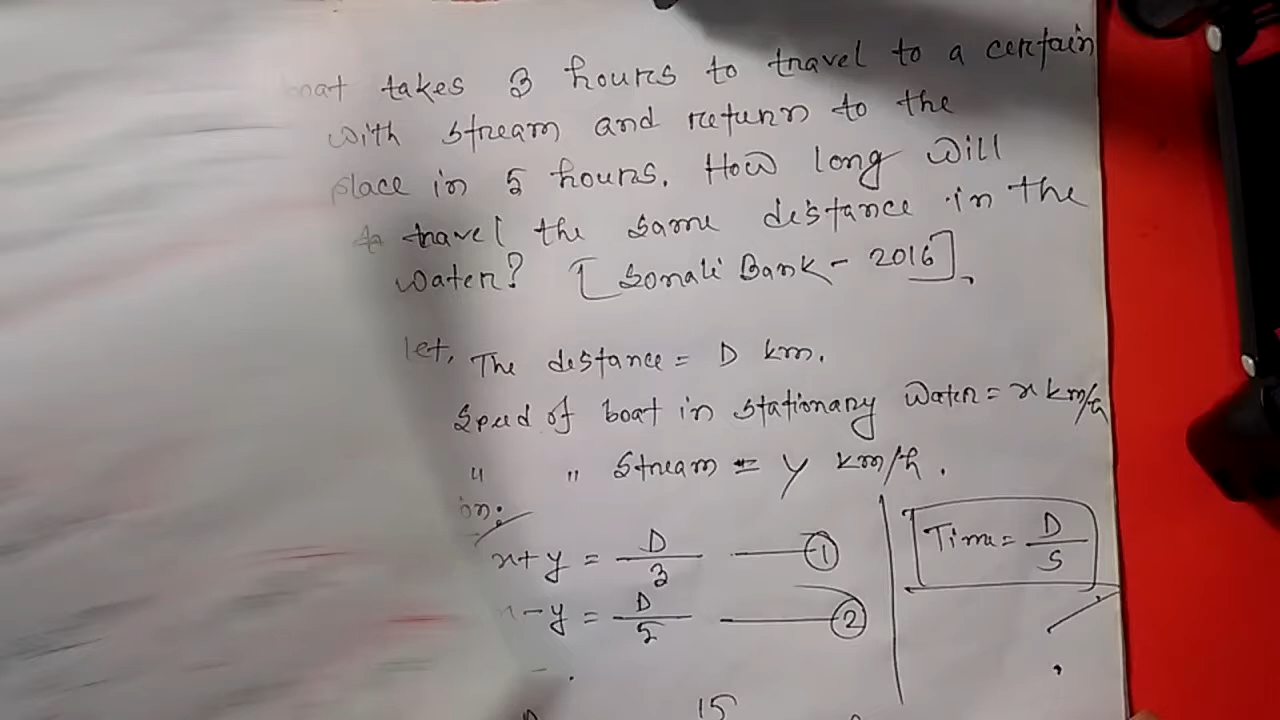 takes 3 hours to travel to a certain
with stream and return to the
place in 5 hours. How long will
travel the same distance in the
water? [Sonali Bank - 2016].
let, The distance = D km.
Speed of boat in stationary water = x km/h
" " Stream = y km/h.
on:
x+y = D/3 —— ①
-y = D/5 —— ②
Time = D/S
15